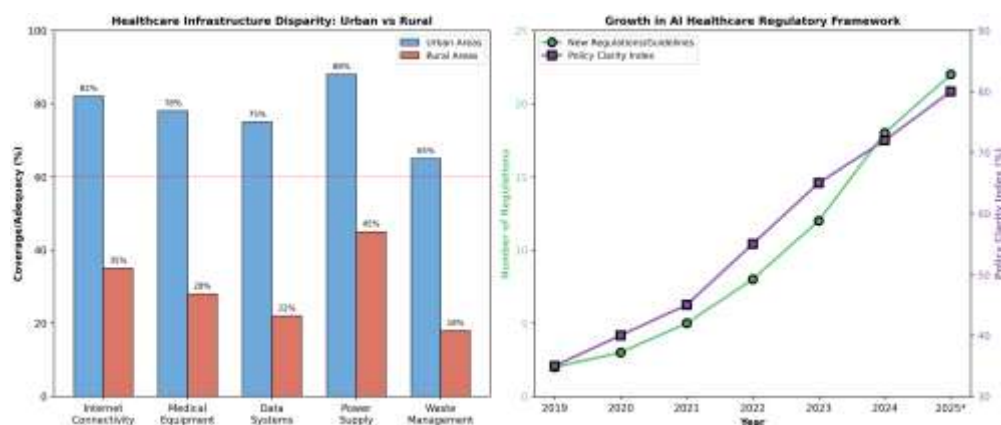 Healthcare Infrastructure Disparity: Urban vs Rural
Urban Areas
Rural Areas
Coverage/Adequacy (%)
100
80
60
40
20
0
82%
35%
78%
28%
75%
22%
88%
45%
65%
18%
Internet
Connectivity
Medical
Equipment
Data
Systems
Power
Supply
Waste
Management
Growth in AI Healthcare Regulatory Framework
New Regulations/Guidelines
Policy Clarity Index
Number of Regulations
25
20
15
10
5
0
Policy Clarity Index (%)
90
80
70
60
50
40
30
2019
2020
2021
2022
2023
2024
2025*
Year